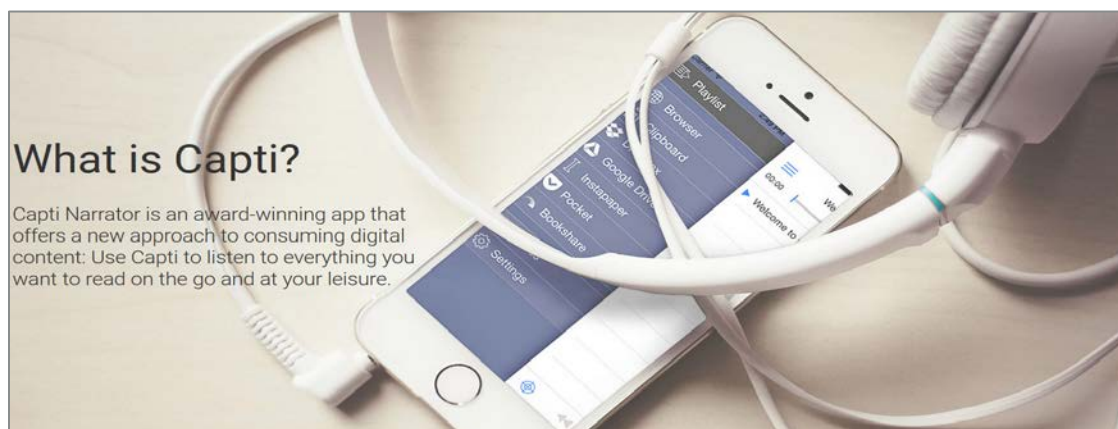 What is Capti?
Capti Narrator is an award-winning app that
offers a new approach to consuming digital
content: Use Capti to listen to everything you
want to read on the go and at your leisure.
Playlist
Browser
Clipboard
Google Drive
Instapaper
Pocket
Bookshare
Settings
00:00
Welcome to